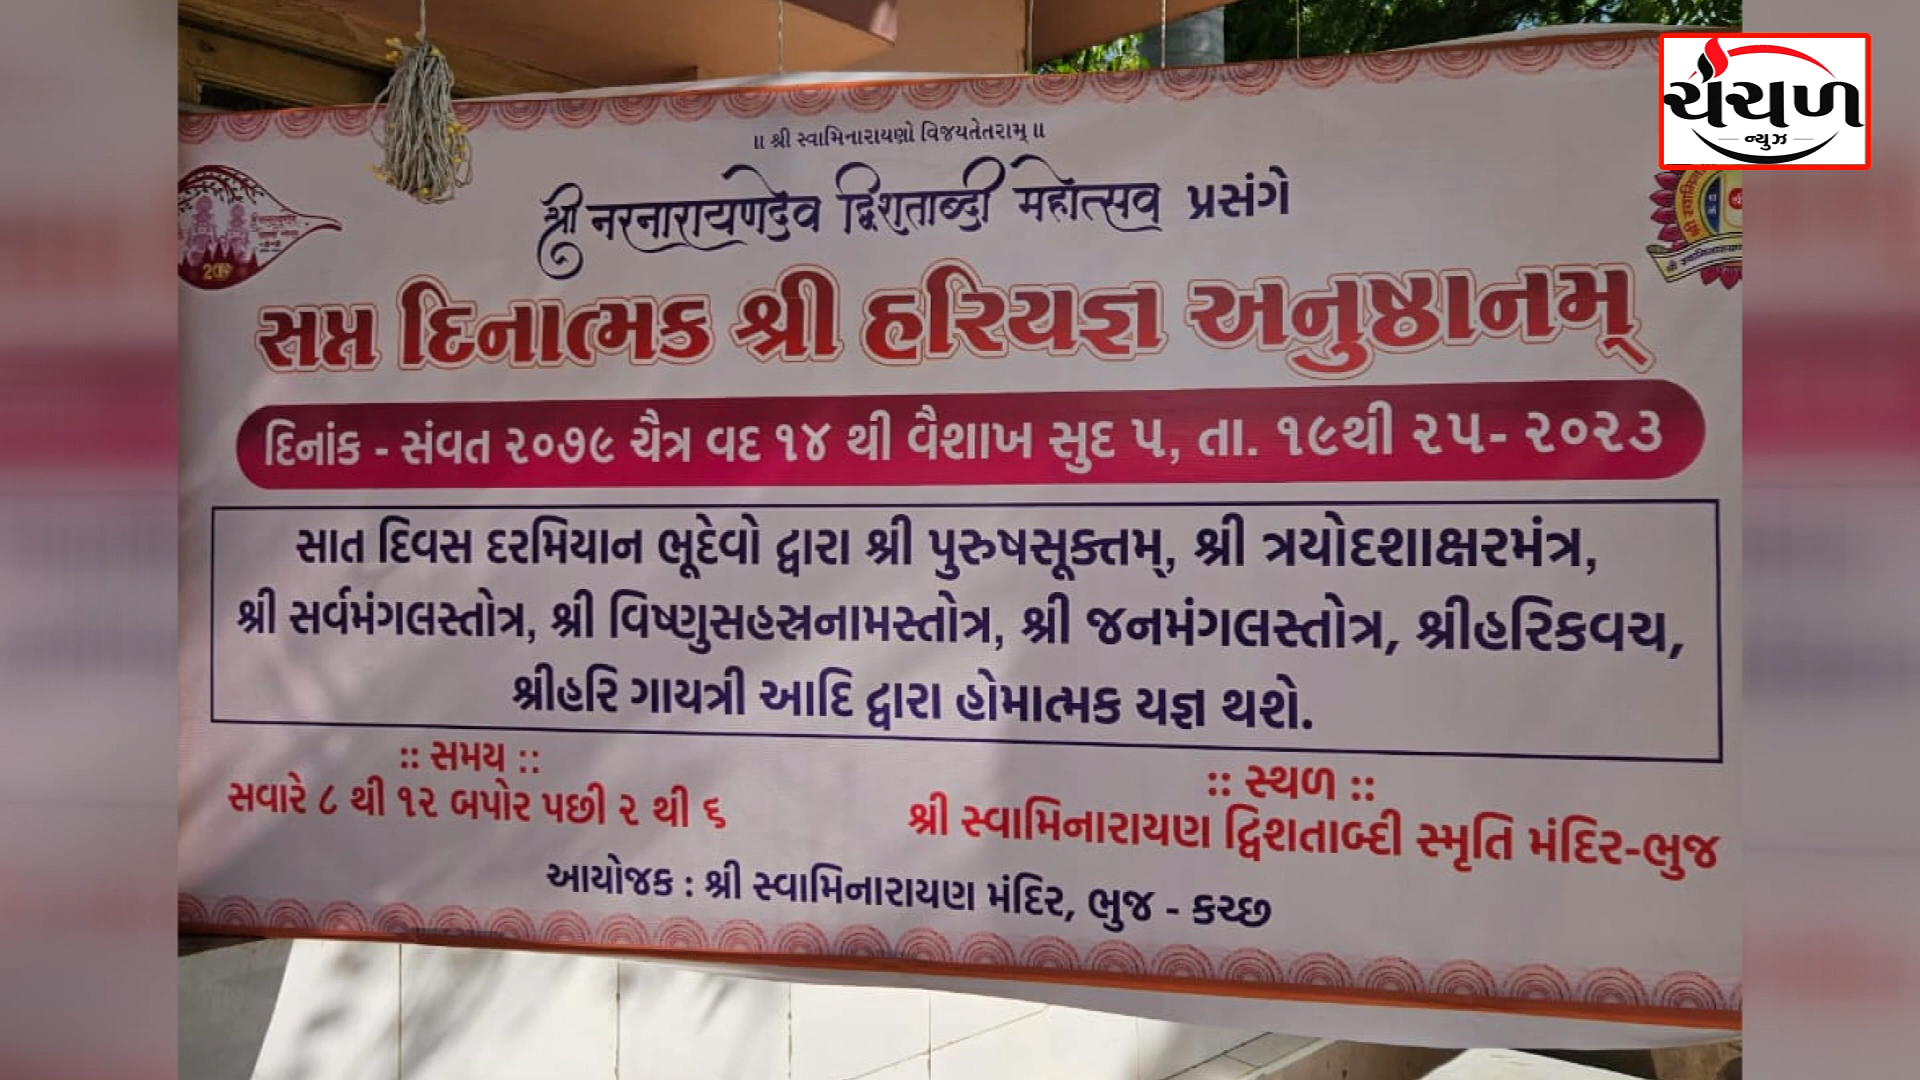 ચંચળ
ન્યુઝ
॥ શ્રી સ્વામિનારાયણો વિજયતેતરામ્ ॥
શ્રી નરનારાયણદેવ દ્વિશતાબ્દી મહોત્સવ પ્રસંગે
સપ્ત દિનાત્મક શ્રી હરિયજ્ઞ અનુષ્ઠાનમ્
દિનાંક - સંવત ૨૦૭૯ ચૈત્ર વદ ૧૪ થી વૈશાખ સુદ ૫, તા. ૧૯થી ૨૫- ૨૦૨૩
સાત દિવસ દરમિયાન ભૂદેવો દ્વારા શ્રી પુરુષસૂક્તમ્, શ્રી ત્રયોદશાક્ષરમંત્ર,
શ્રી સર્વમંગલસ્તોત્ર, શ્રી વિષ્ણુસહસ્રનામસ્તોત્ર, શ્રી જનમંગલસ્તોત્ર, શ્રીહરિકવચ,
શ્રીહરિ ગાયત્રી આદિ દ્વારા હોમાત્મક યજ્ઞ થશે.
:: સમય ::
સવારે ૮ થી ૧૨ બપોર પછી ૨ થી ૬
:: સ્થળ ::
શ્રી સ્વામિનારાયણ દ્વિશતાબ્દી સ્મૃતિ મંદિર-ભુજ
આયોજક : શ્રી સ્વામિનારાયણ મંદિર, ભુજ - કચ્છ